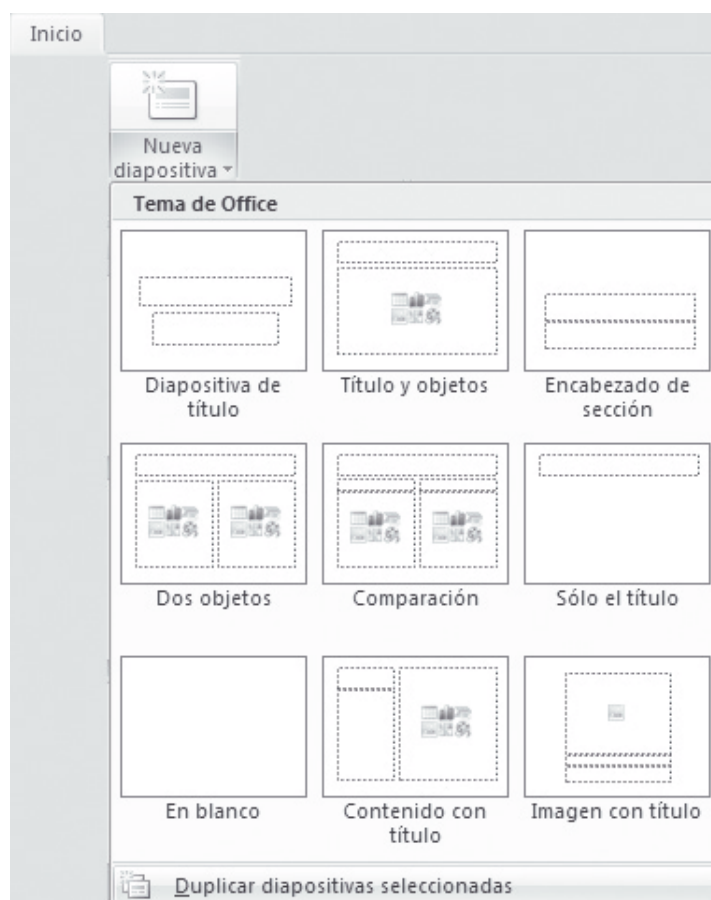 Inicio
Nueva
diapositiva
Tema de Office
Diapositiva de
título
Título y objetos
Encabezado de
sección
Dos objetos
Comparación
Sólo el título
En blanco
Contenido con
título
Imagen con título
Duplicar diapositivas seleccionadas